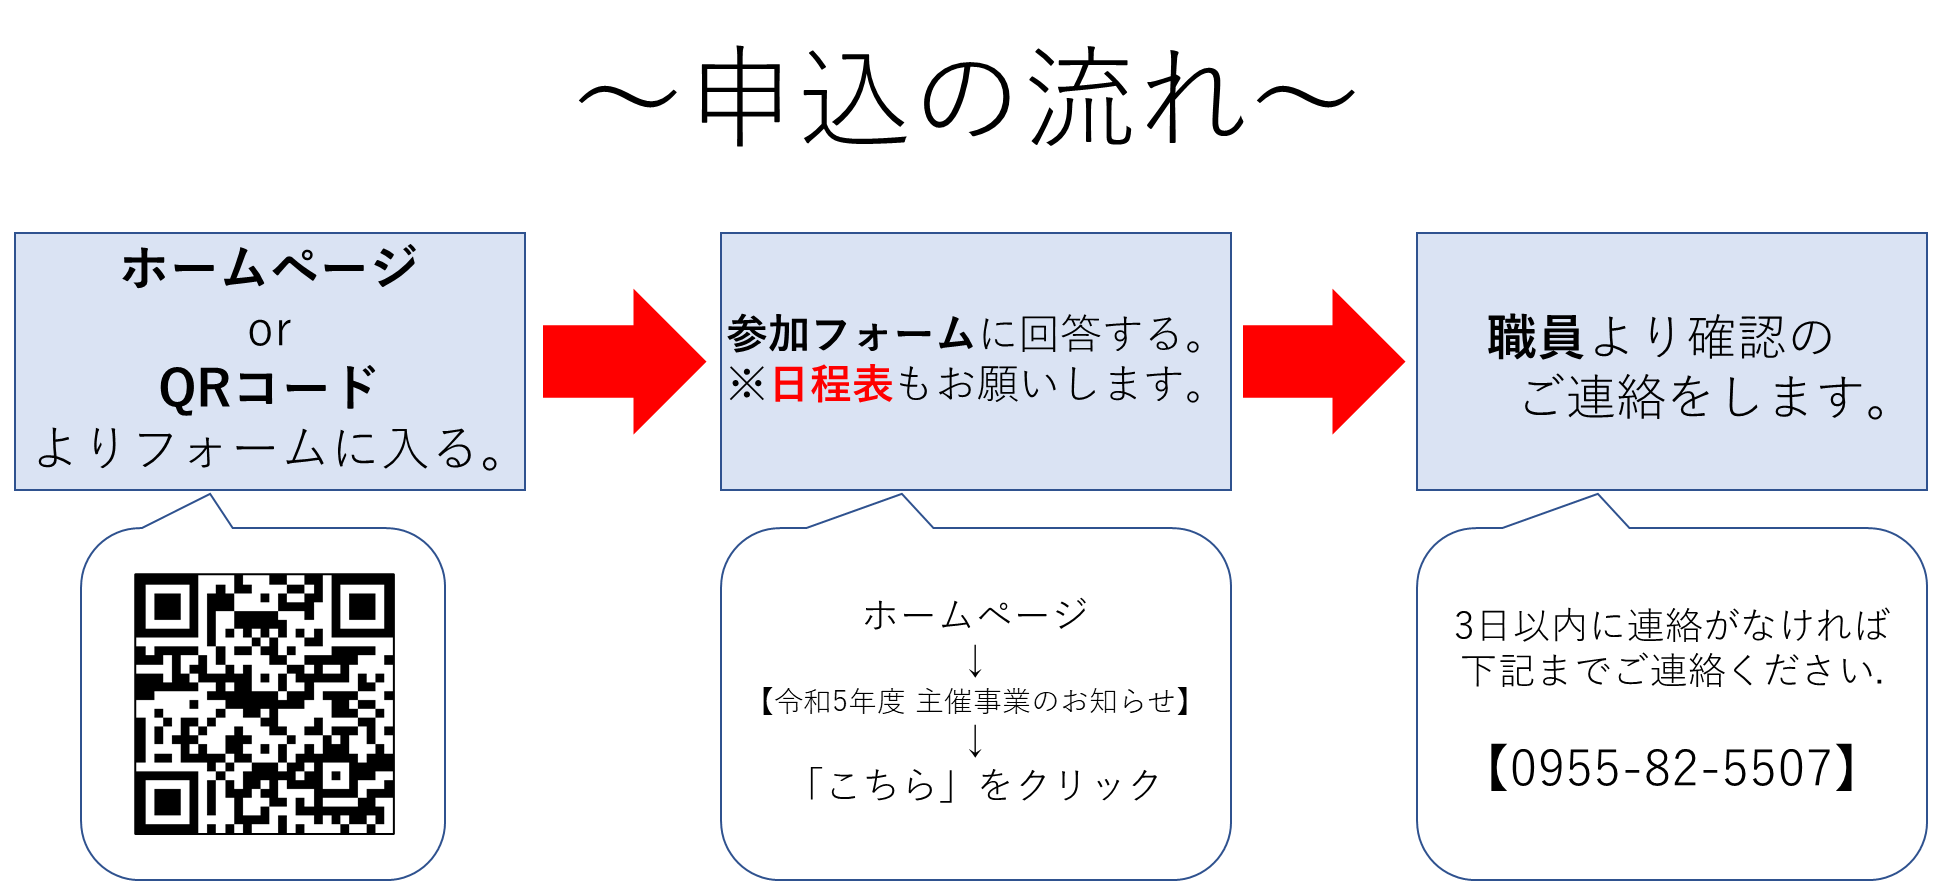 ～申込の流れ～
ホームページ
or
QRコード
よりフォームに入る。
参加フォームに回答する。
※日程表もお願いします。
職員より確認の
ご連絡をします。
ホームページ
↓
【令和5年度 主催事業のお知らせ】
↓
「こちら」をクリック
3日以内に連絡がなければ
下記までご連絡ください.
【0955-82-5507】